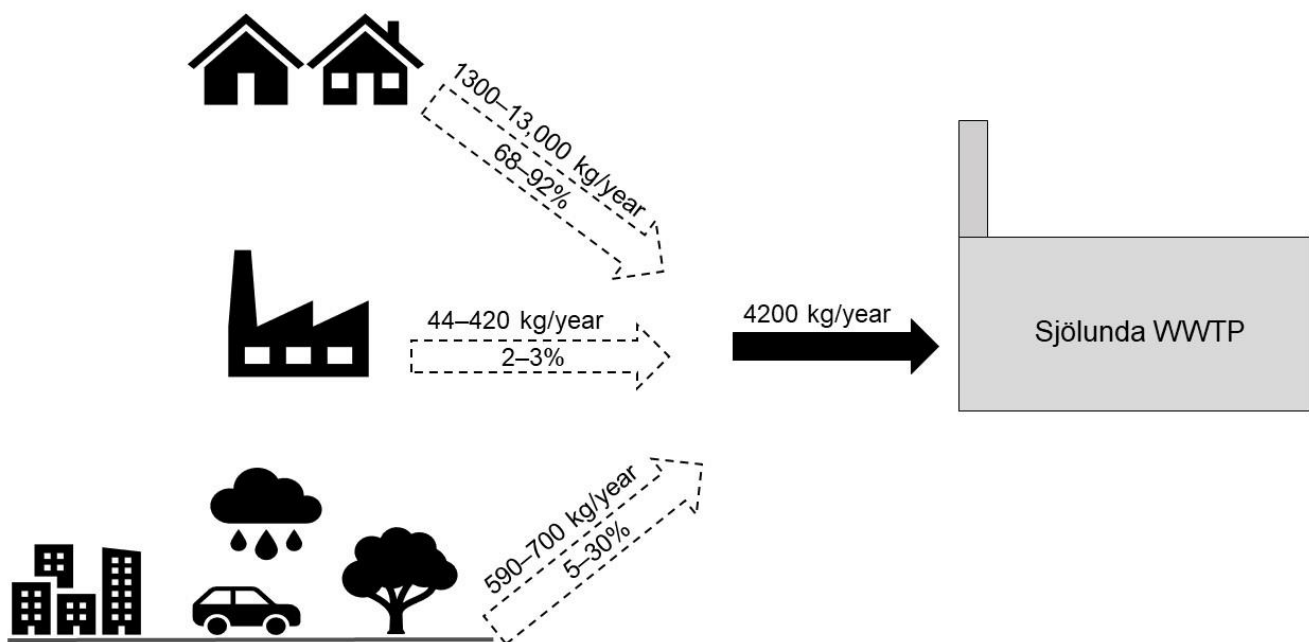 1300–13,000 kg/year
68–92%
44–420 kg/year
2–3%
4200 kg/year
Sjölunda WWTP
590–700 kg/year
5–30%